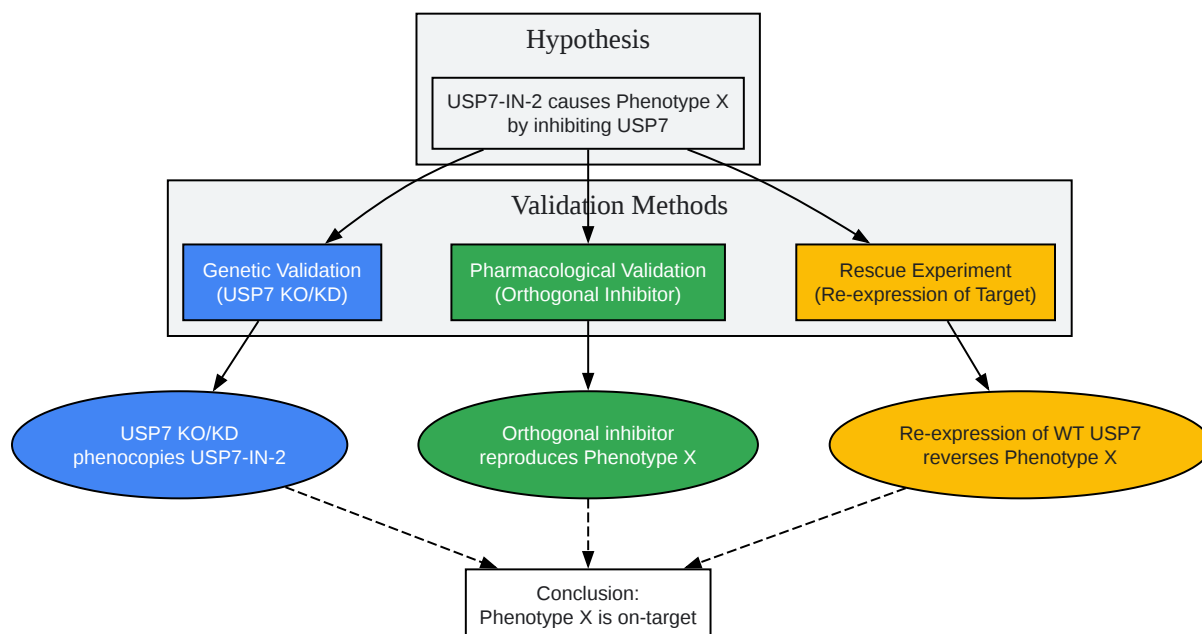 Hypothesis
USP7-IN-2 causes Phenotype X
by inhibiting USP7
Validation Methods
Genetic Validation
(USP7 KO/KD)
Pharmacological Validation
(Orthogonal Inhibitor)
Rescue Experiment
(Re-expression of Target)
USP7 KO/KD
phenocopies USP7-IN-2
Orthogonal inhibitor
reproduces Phenotype X
Re-expression of WT USP7
reverses Phenotype X
Conclusion:
Phenotype X is on-target